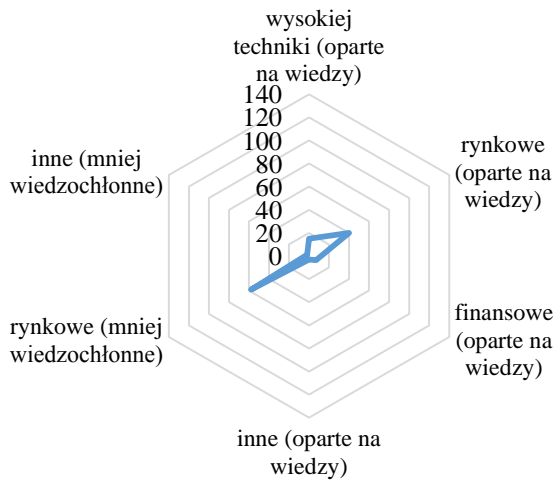 wysokiej
techniki (oparte
na wiedzy)
140
120
100
80
60
40
20
0
rynkowe
(oparte na
wiedzy)
finansowe
(oparte na
wiedzy)
inne (oparte na
wiedzy)
rynkowe (mniej
wiedzochłonne)
inne (mniej
wiedzochłonne)